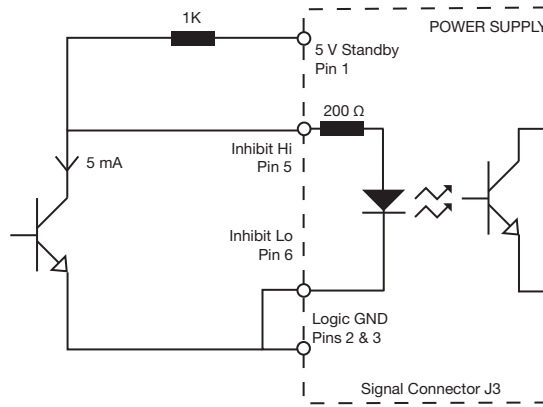 1K
POWER SUPPLY
5 V Standby
Pin 1
200 Ω
Inhibit Hi
Pin 5
5 mA
Inhibit Lo
Pin 6
Logic GND
Pins 2 & 3
Signal Connector J3